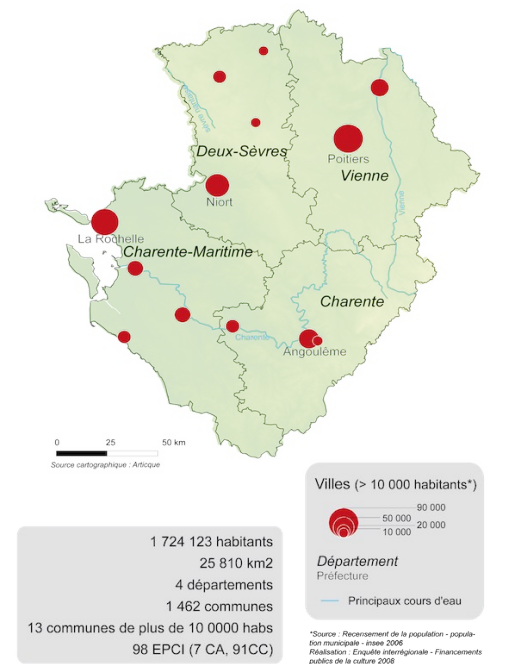 Deux-Sèvres
Poitiers
Vienne
Niort
Vienne
La Rochelle
Charente-Maritime
Charente
Charente
Angoulême
0 25 50 km
Source cartographique : Articque
Villes (> 10 000 habitants*)
90 000
50 000
20 000
10 000
Département
Préfecture
Principaux cours d'eau
1 724 123 habitants
25 810 km2
4 départements
1 462 communes
13 communes de plus de 10 0000 habs
98 EPCI (7 CA, 91CC)
*Source : Recensement de la population - popula-
tion municipale - insee 2006
Réalisation : Enquête interrégionale - Financements
publics de la culture 2008